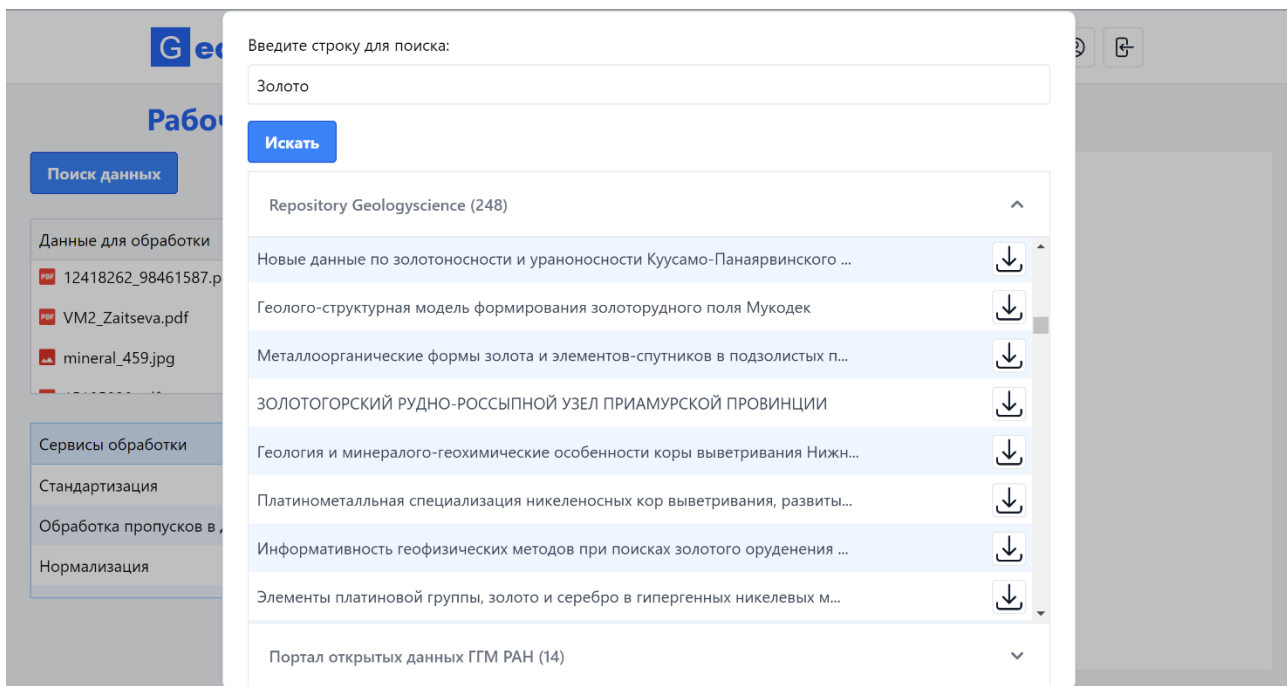 G ec
Введите строку для поиска:
Золото
Рабоч
Искать
Поиск данных
Repository Geologyscience (248)
Данные для обработки
Новые данные по золотоносности и ураноносности Куусамо-Панаярвинского ...
PDF 12418262_98461587.p
Геолого-структурная модель формирования золоторудного поля Мукодек
PDF VM2_Zaitseva.pdf
Металлоорганические формы золота и элементов-спутников в подзолистых п...
mineral_459.jpg
ЗОЛОТОГОРСКИЙ РУДНО-РОССЫПНОЙ УЗЕЛ ПРИАМУРСКОЙ ПРОВИНЦИИ
Сервисы обработки
Геология и минералого-геохимические особенности коры выветривания Нижн...
Стандартизация
Платинометалльная специализация никеленосных кор выветривания, развиты...
Обработка пропусков в
Информативность геофизических методов при поисках золотого оруденения ...
Нормализация
Элементы платиновой группы, золото и серебро в гипергенных никелевых м...
Портал открытых данных ГГМ РАН (14)